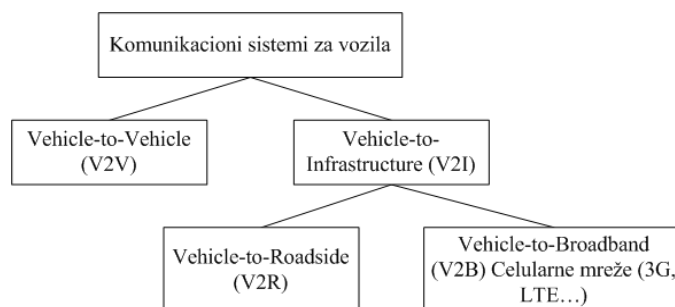 Komunikacioni sistemi za vozila
Vehicle-to-Vehicle
(V2V)
Vehicle-to-
Infrastructure (V2I)
Vehicle-to-Roadside
(V2R)
Vehicle-to-Broadband
(V2B) Celularne mreže (3G,
LTE…)